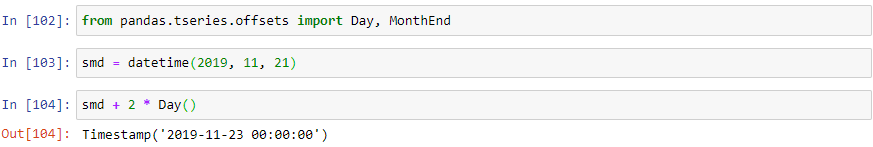 In [102]: from pandas.tseries.offsets import Day, MonthEnd
In [103]: smd = datetime(2019, 11, 21)
In [104]: smd + 2 * Day()
Out[104]: Timestamp('2019-11-23 00:00:00')